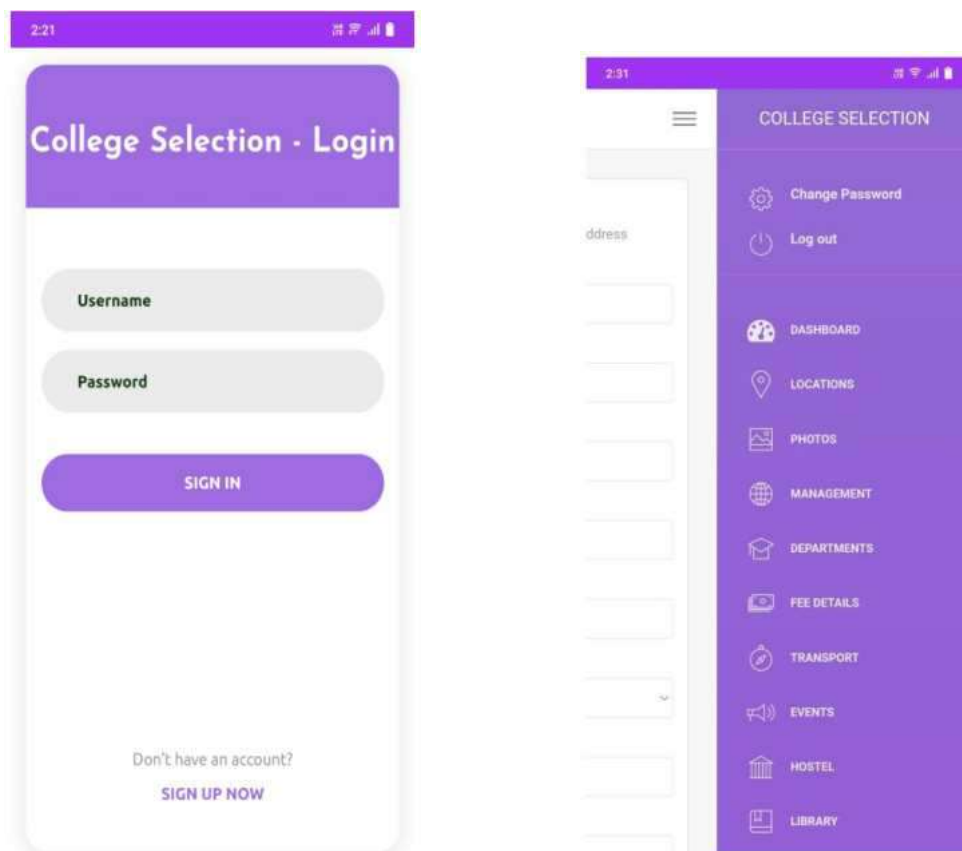 2:21
College Selection - Login
Username
Password
SIGN IN
Don't have an account?
SIGN UP NOW
2:31
COLLEGE SELECTION
Change Password
ddress
Log out
DASHBOARD
LOCATIONS
PHOTOS
MANAGEMENT
DEPARTMENTS
FEE DETAILS
TRANSPORT
EVENTS
HOSTEL
LIBRARY